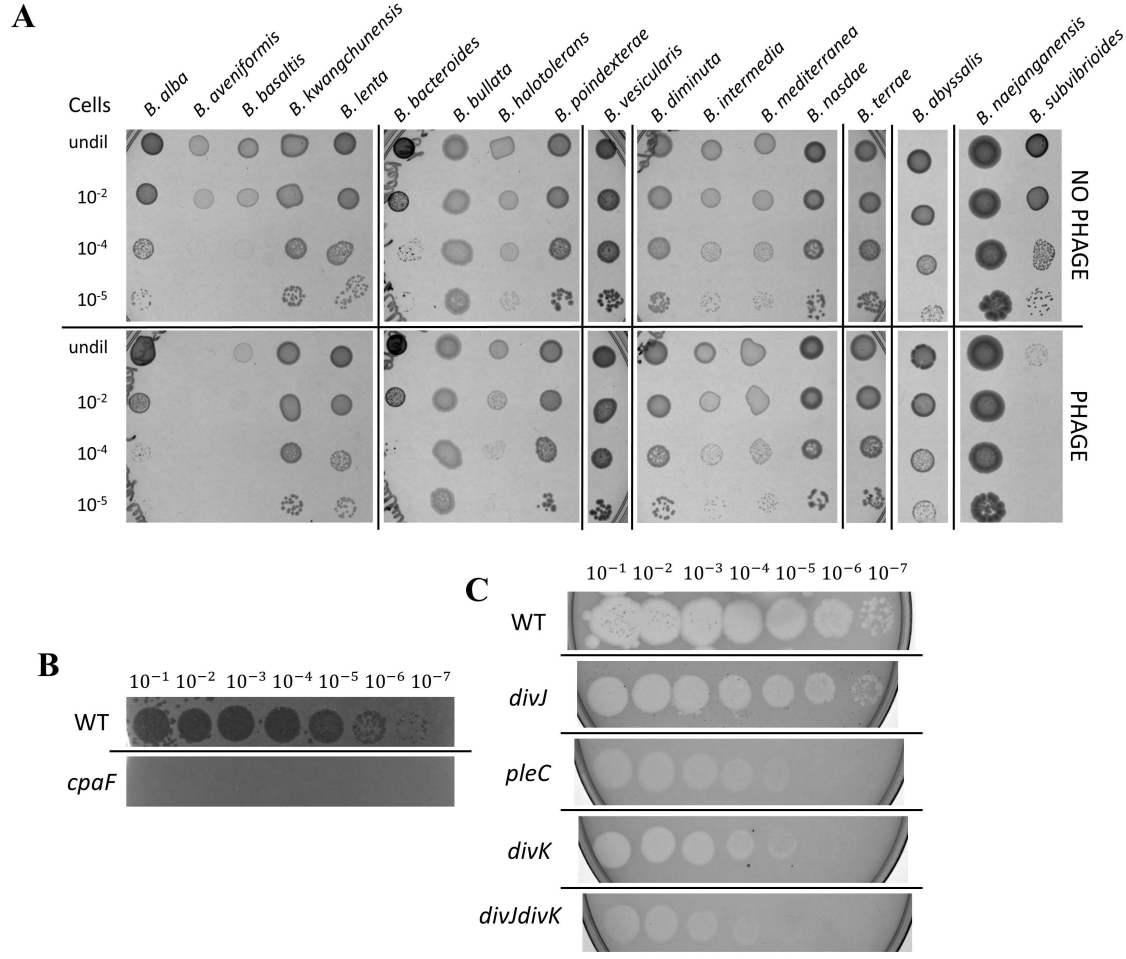 A
Cells
B. alba
B. aveniformis
B. basaltis
B. kwangchunensis
B. lenta
B. bacteroides
B. bullata
B. halotolerans
B. poindexterae
B. vesicularis
B. diminuta
B. intermedia
B. mediterranea
B. nasdae
B. terrae
B. abyssalis
B. naejanganensis
B. subvibrioides
undil
10⁻²
10⁻⁴
10⁻⁵
NO PHAGE
undil
10⁻²
10⁻⁴
10⁻⁵
PHAGE
C
10⁻¹ 10⁻² 10⁻³ 10⁻⁴ 10⁻⁵ 10⁻⁶ 10⁻⁷
WT
divJ
pleC
divK
divJdivK
B
10⁻¹ 10⁻² 10⁻³ 10⁻⁴ 10⁻⁵ 10⁻⁶ 10⁻⁷
WT
cpaF